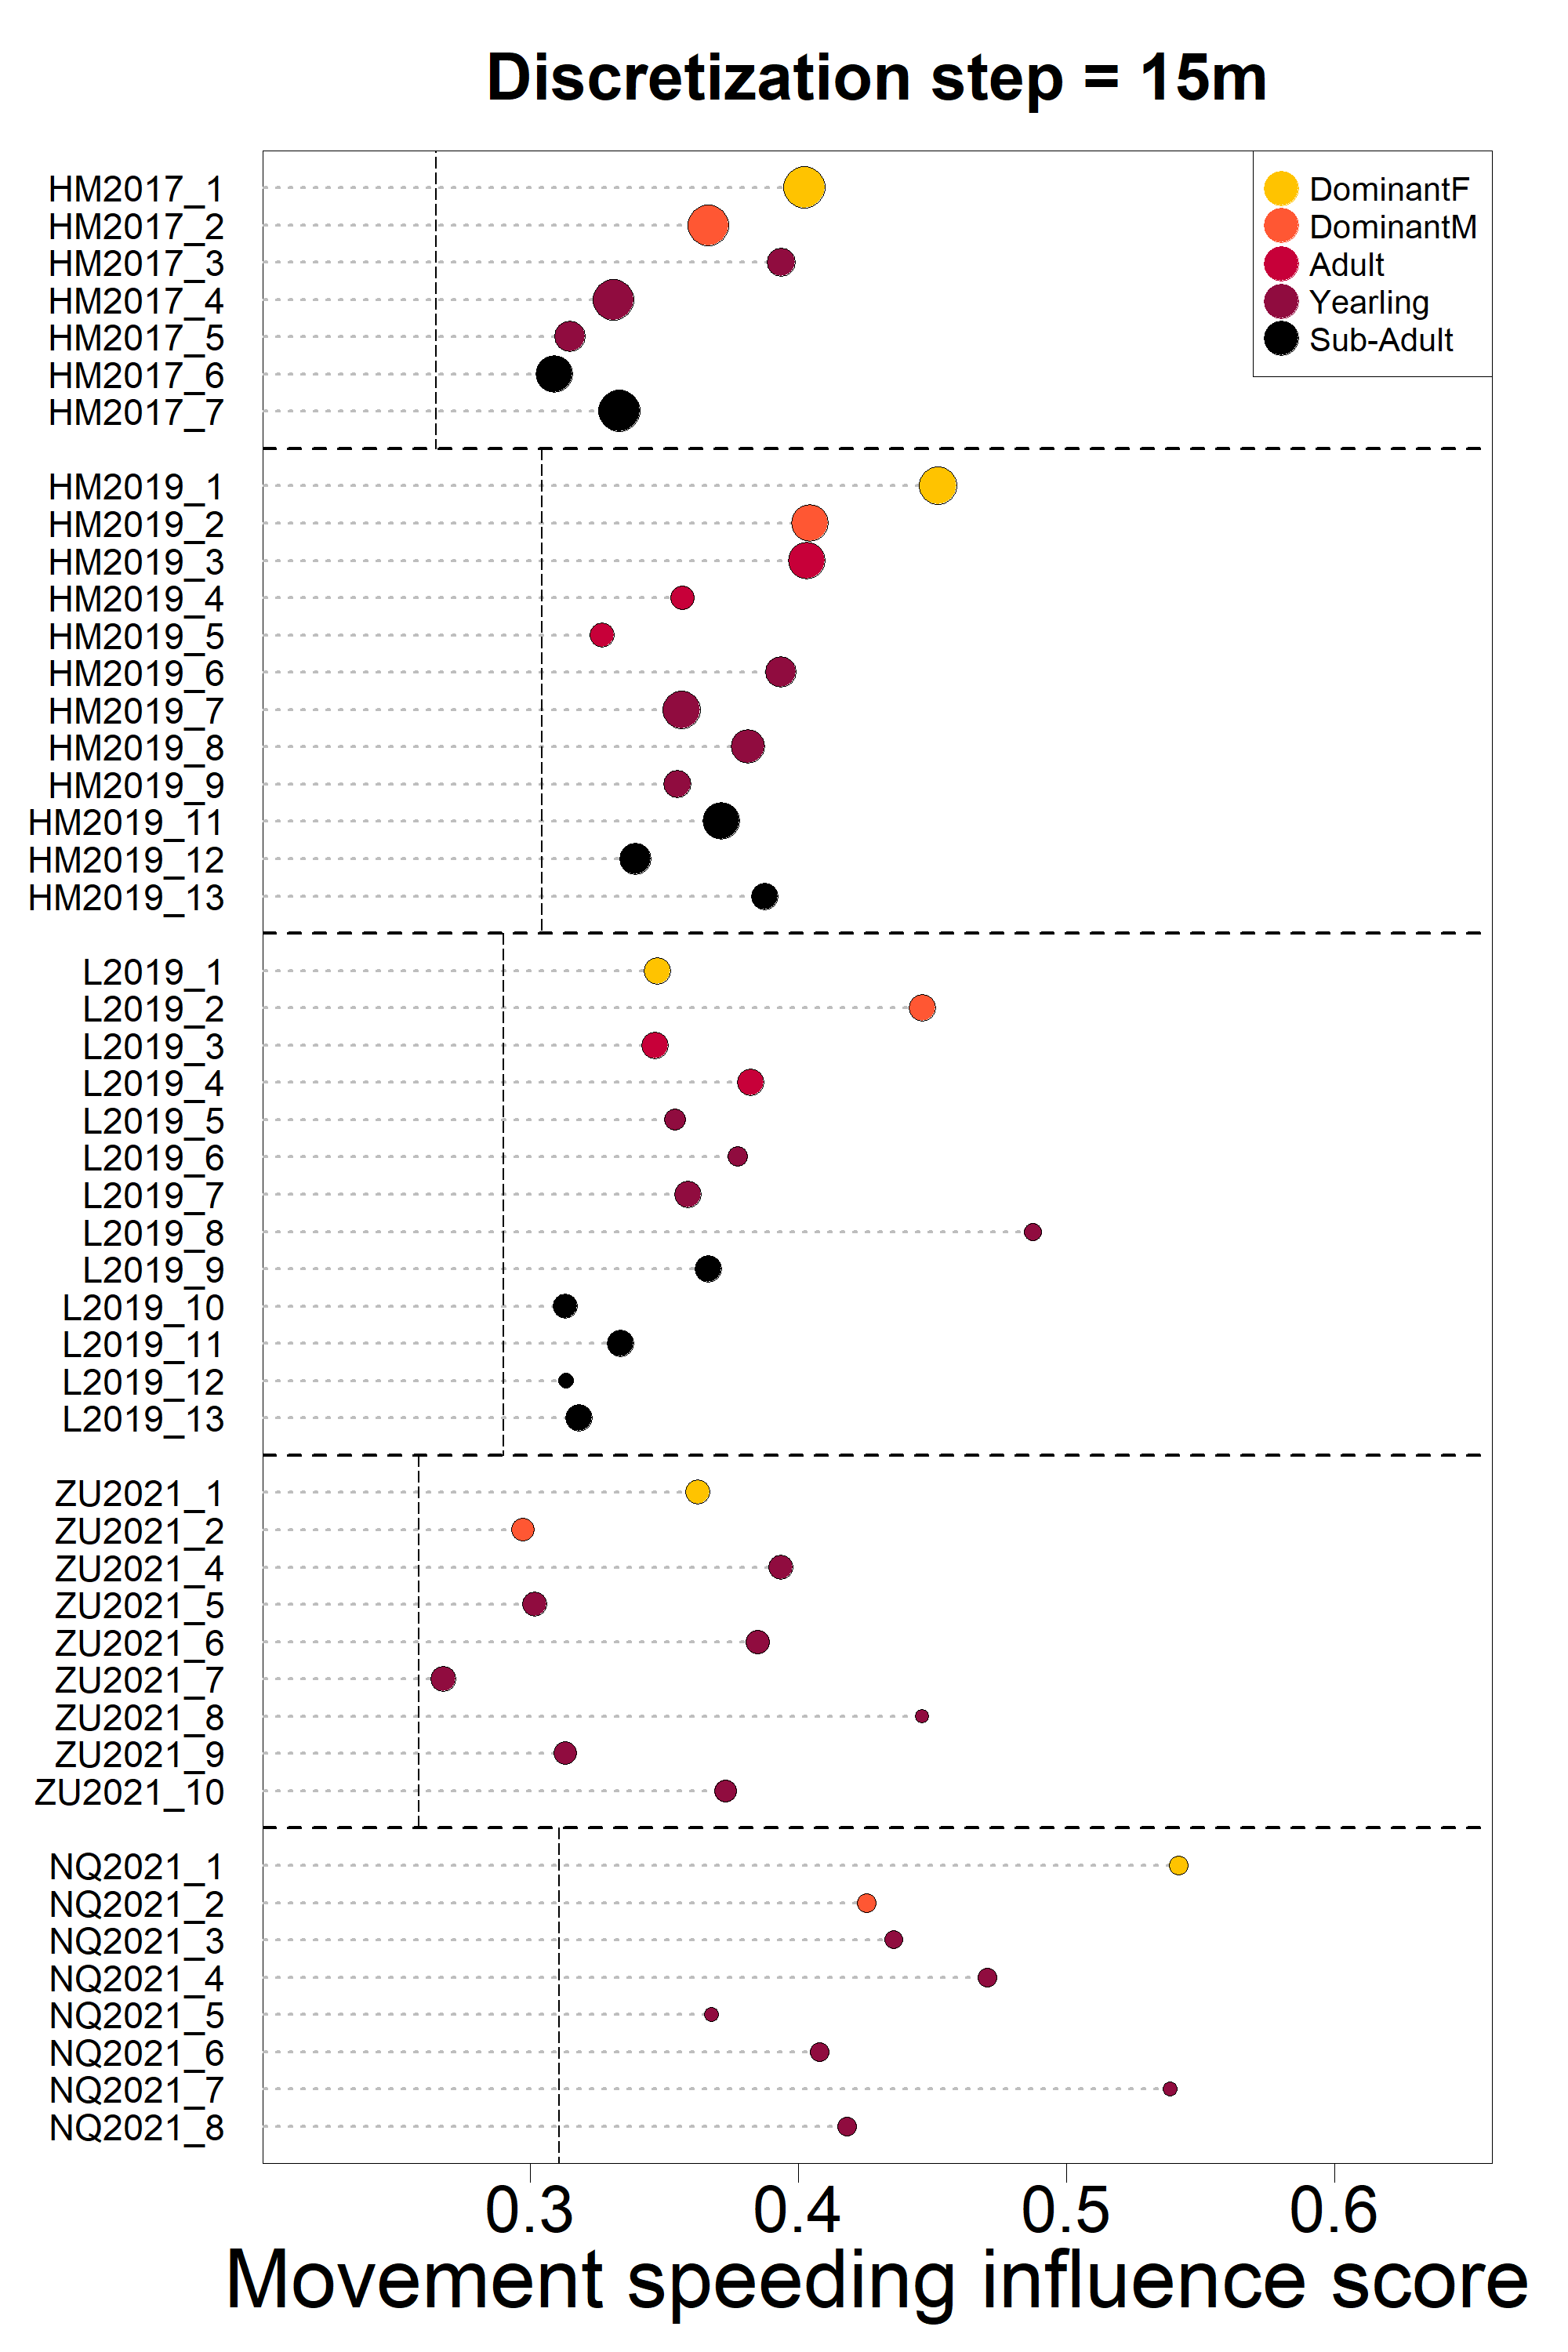 Discretization step = 15m
DominantF
DominantM
Adult
Yearling
Sub-Adult
HM2017_1
HM2017_2
HM2017_3
HM2017_4
HM2017_5
HM2017_6
HM2017_7
HM2019_1
HM2019_2
HM2019_3
HM2019_4
HM2019_5
HM2019_6
HM2019_7
HM2019_8
HM2019_9
HM2019_11
HM2019_12
HM2019_13
L2019_1
L2019_2
L2019_3
L2019_4
L2019_5
L2019_6
L2019_7
L2019_8
L2019_9
L2019_10
L2019_11
L2019_12
L2019_13
ZU2021_1
ZU2021_2
ZU2021_4
ZU2021_5
ZU2021_6
ZU2021_7
ZU2021_8
ZU2021_9
ZU2021_10
NQ2021_1
NQ2021_2
NQ2021_3
NQ2021_4
NQ2021_5
NQ2021_6
NQ2021_7
NQ2021_8
0.3 0.4 0.5 0.6
Movement speeding influence score